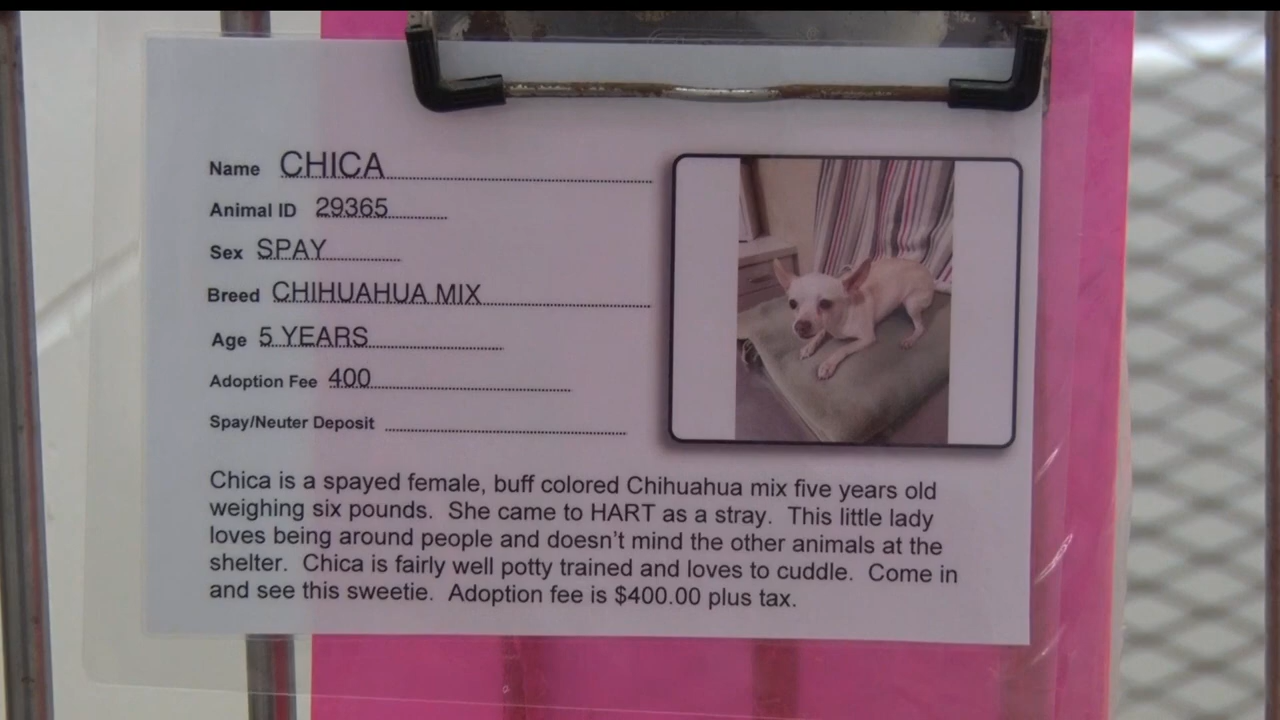 Name CHICA
Animal ID 29365
Sex SPAY
Breed CHIHUAHUA MIX
Age 5 YEARS
Adoption Fee 400
Spay/Neuter Deposit
Chica is a spayed female, buff colored Chihuahua mix five years old
weighing six pounds.  She came to HART as a stray.  This little lady
loves being around people and doesn't mind the other animals at the
shelter.  Chica is fairly well potty trained and loves to cuddle.  Come in
and see this sweetie.  Adoption fee is $400.00 plus tax.